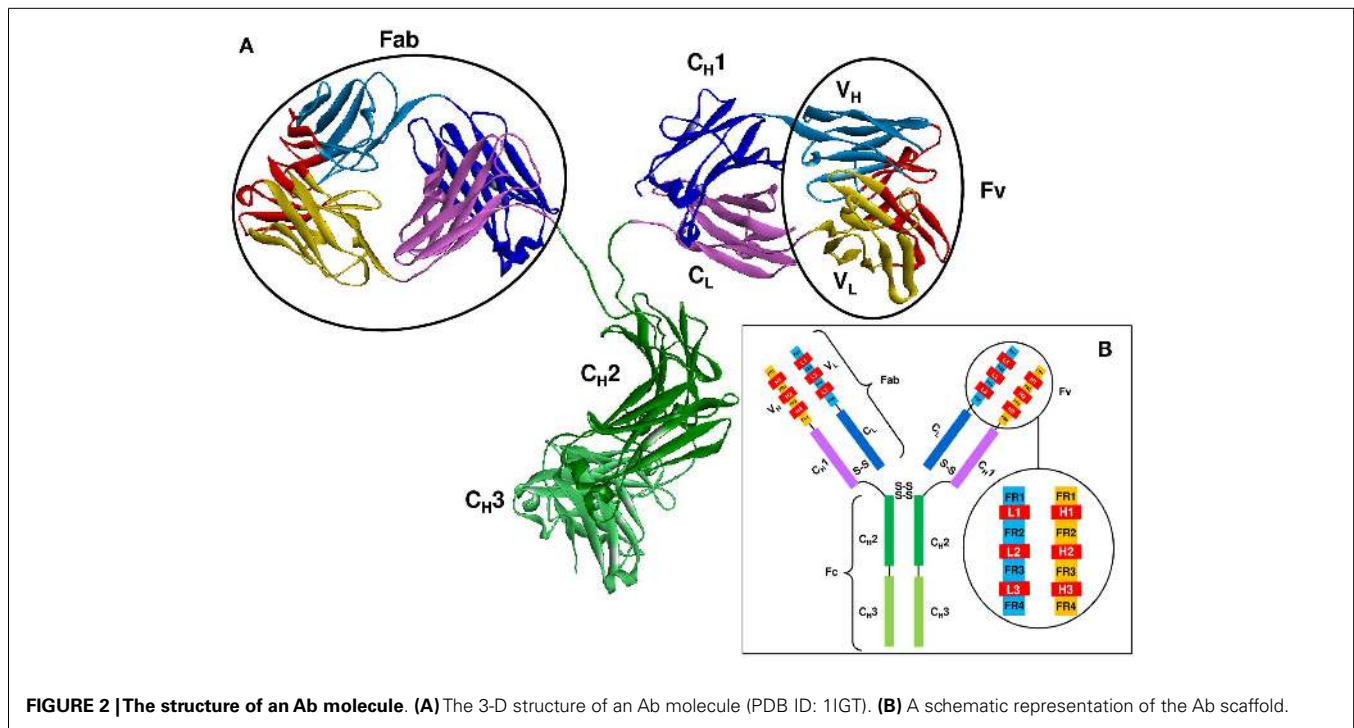 A
Fab
CH1
VH
Fv
VL
CL
CH2
CH3
B
VL
Fab
VH
CL
CH1
S-S
S-S
S-S
CL
S-S
CH1
Fv
CH2
CH2
Fc
CH3
CH3
FR1 FR1
L1 H1
FR2 FR2
L2 H2
FR3 FR3
L3 H3
FR4 FR4
FIGURE 2 | The structure of an Ab molecule. (A) The 3-D structure of an Ab molecule (PDB ID: 1IGT). (B) A schematic representation of the Ab scaffold.